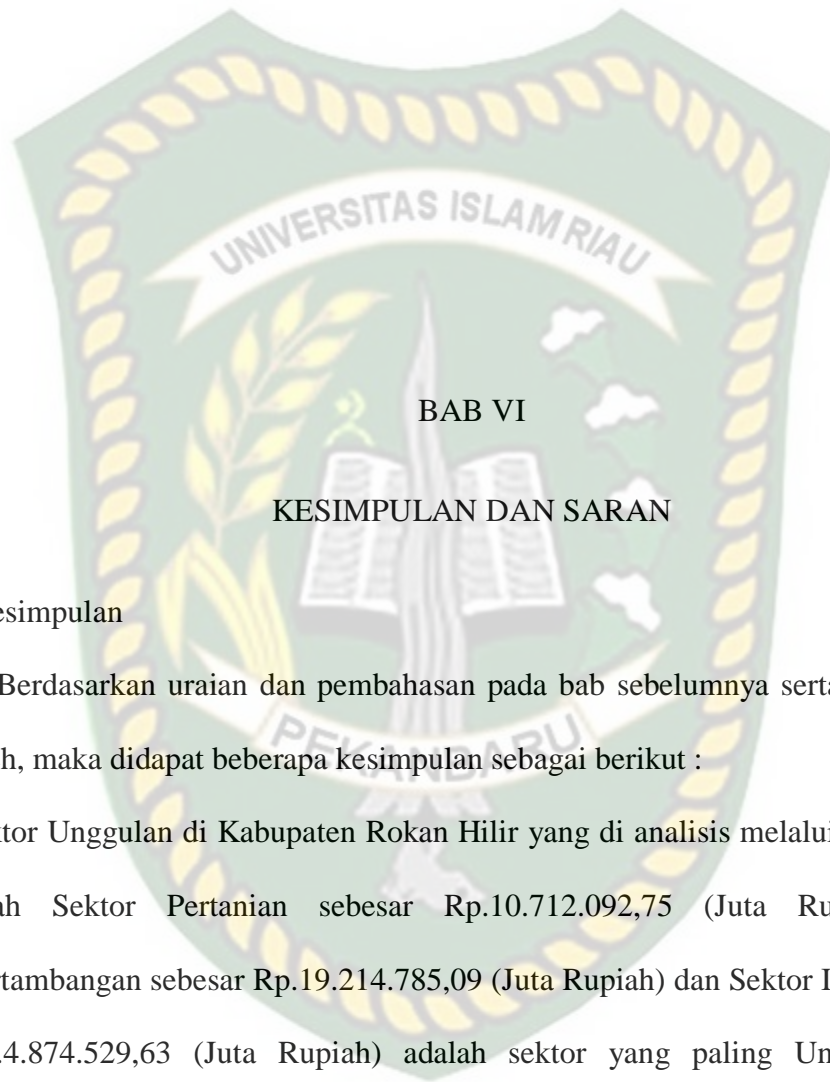 UNIVERSITAS ISLAM RIAU
BAB VI
KESIMPULAN DAN SARAN
esimpulan
Berdasarkan uraian dan pembahasan pada bab sebelumnya serta
h, maka didapat beberapa kesimpulan sebagai berikut :
PEKANBARU
ktor Unggulan di Kabupaten Rokan Hilir yang di analisis melalui
ah Sektor Pertanian sebesar Rp.10.712.092,75 (Juta Ru
rtambangan sebesar Rp.19.214.785,09 (Juta Rupiah) dan Sektor I
.4.874.529,63 (Juta Rupiah) adalah sektor yang paling Un